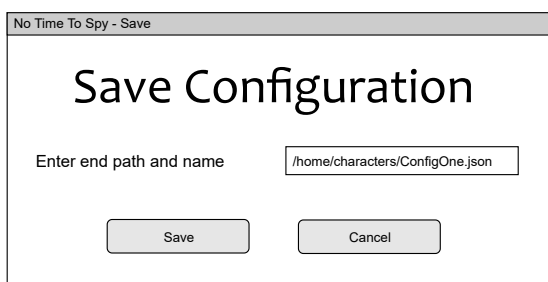 No Time To Spy - Save
Save Configuration
Enter end path and name
/home/characters/ConfigOne.json
Save
Cancel